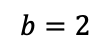 b = 2